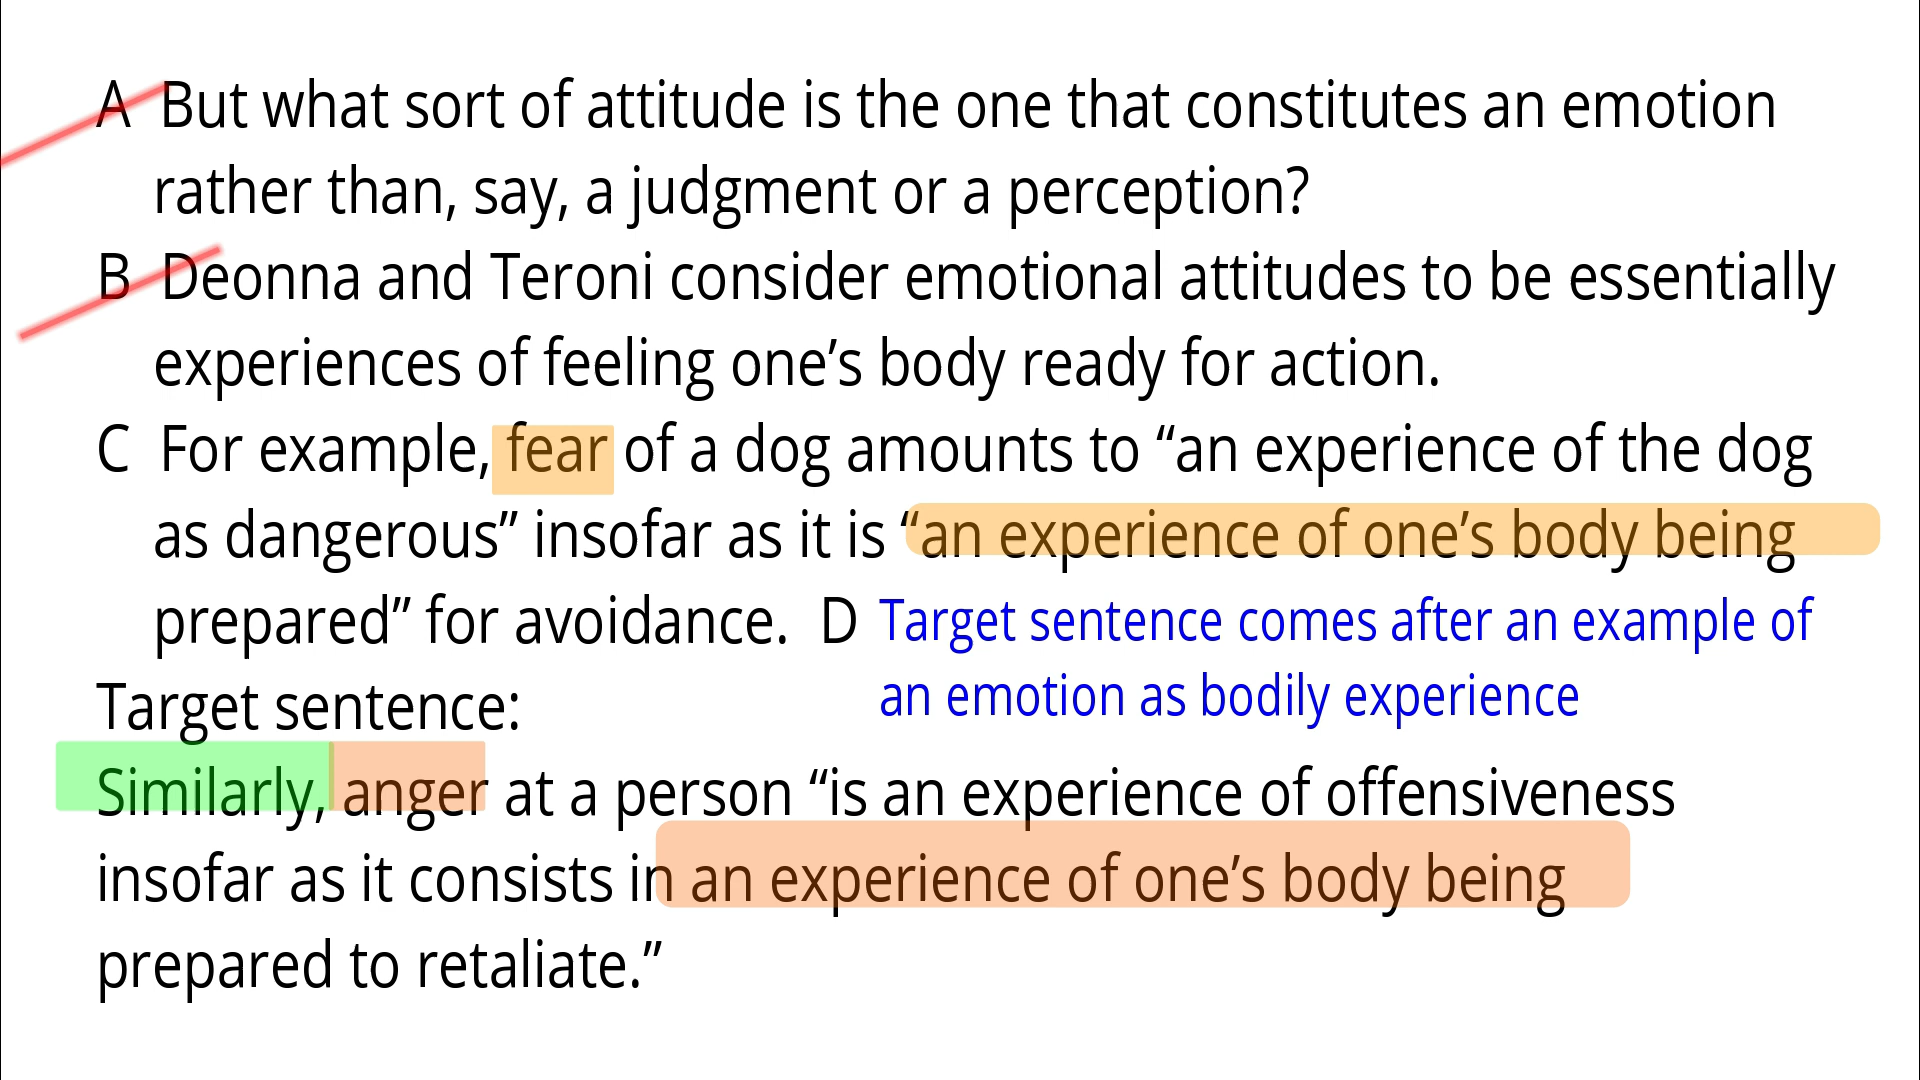 A But what sort of attitude is the one that constitutes an emotion
rather than, say, a judgment or a perception?
B Deonna and Teroni consider emotional attitudes to be essentially
experiences of feeling one’s body ready for action.
C For example, fear of a dog amounts to “an experience of the dog
as dangerous” insofar as it is “an experience of one’s body being
prepared” for avoidance. D Target sentence comes after an example of
an emotion as bodily experience
Target sentence:
Similarly, anger at a person “is an experience of offensiveness
insofar as it consists in an experience of one’s body being
prepared to retaliate.”